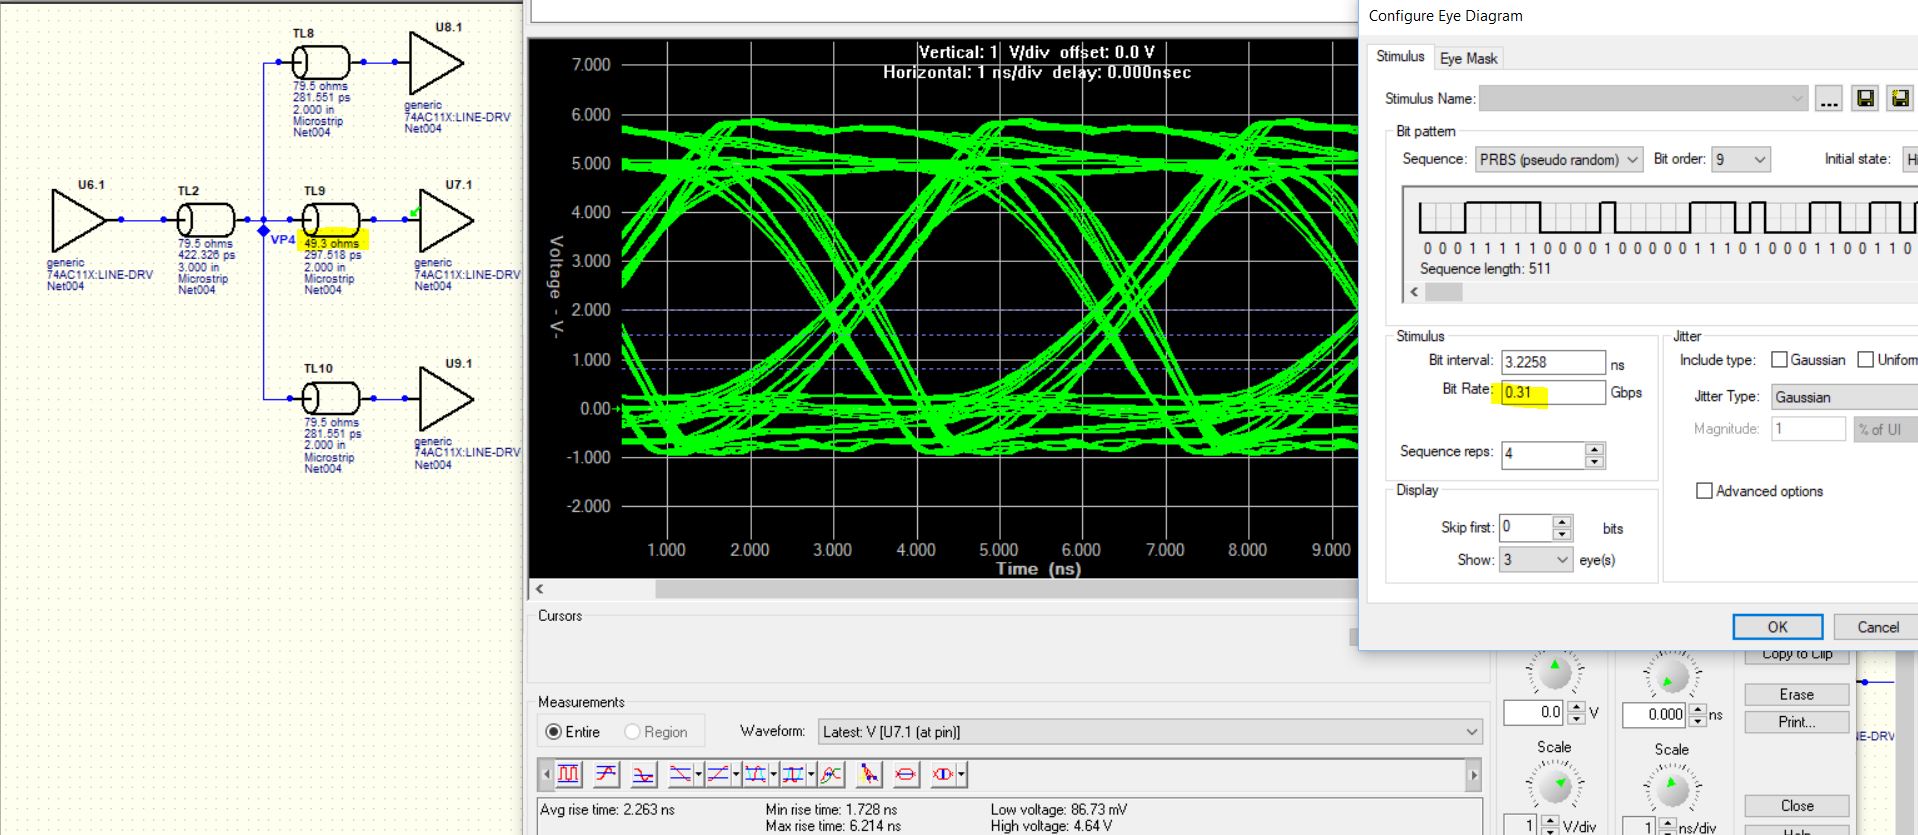 TL8
U8.1
79.5 ohms
281.551 ps
2.000 in
Microstrip
Net004
generic
74AC11X:LINE-DRV
Net004
U6.1
TL2
TL9
U7.1
VP4
79.5 ohms
422.326 ps
3.000 in
Microstrip
Net004
49.3 ohms
297.518 ps
2.000 in
Microstrip
Net004
generic
74AC11X:LINE-DRV
Net004
generic
74AC11X:LINE-DRV
Net004
TL10
U9.1
79.5 ohms
281.551 ps
2.000 in
Microstrip
Net004
generic
74AC11X:LINE-DRV
Net004
Vertical: 1 V/div offset: 0.0 V
Horizontal: 1 ns/div delay: 0.000nsec
7.000
6.000
5.000
4.000
3.000
2.000
1.000
0.00
-1.000
-2.000
Voltage - V-
1.000 2.000 3.000 4.000 5.000 6.000 7.000 8.000 9.000
Time (ns)
Cursors
Measurements
Entire Region Waveform: Latest: V [U7.1 (at pin)]
Avg rise time: 2.263 ns Min rise time: 1.728 ns Low voltage: 86.73 mV
Max rise time: 6.214 ns High voltage: 4.64 V
Configure Eye Diagram
Stimulus Eye Mask
Stimulus Name: ...
Bit pattern
Sequence: PRBS (pseudo random) Bit order: 9 Initial state:
0 0 0 1 1 1 1 1 0 0 0 0 1 0 0 0 0 0 1 1 1 0 1 0 0 0 1 1 0 1 1 0
Sequence length: 511
Stimulus
Bit interval: 3.2258 ns
Bit Rate: 0.31 Gbps
Sequence reps: 4
Jitter
Include type: Gaussian Uniform
Jitter Type: Gaussian
Magnitude: 1 % of UI
Advanced options
Display
Skip first: 0 bits
Show: 3 eye(s)
OK Cancel
Copy to Clip
Erase
Print...
0.0 V 0.000 ns
Scale Scale
1 V/div 1 ns/div
Close
NE-DRV